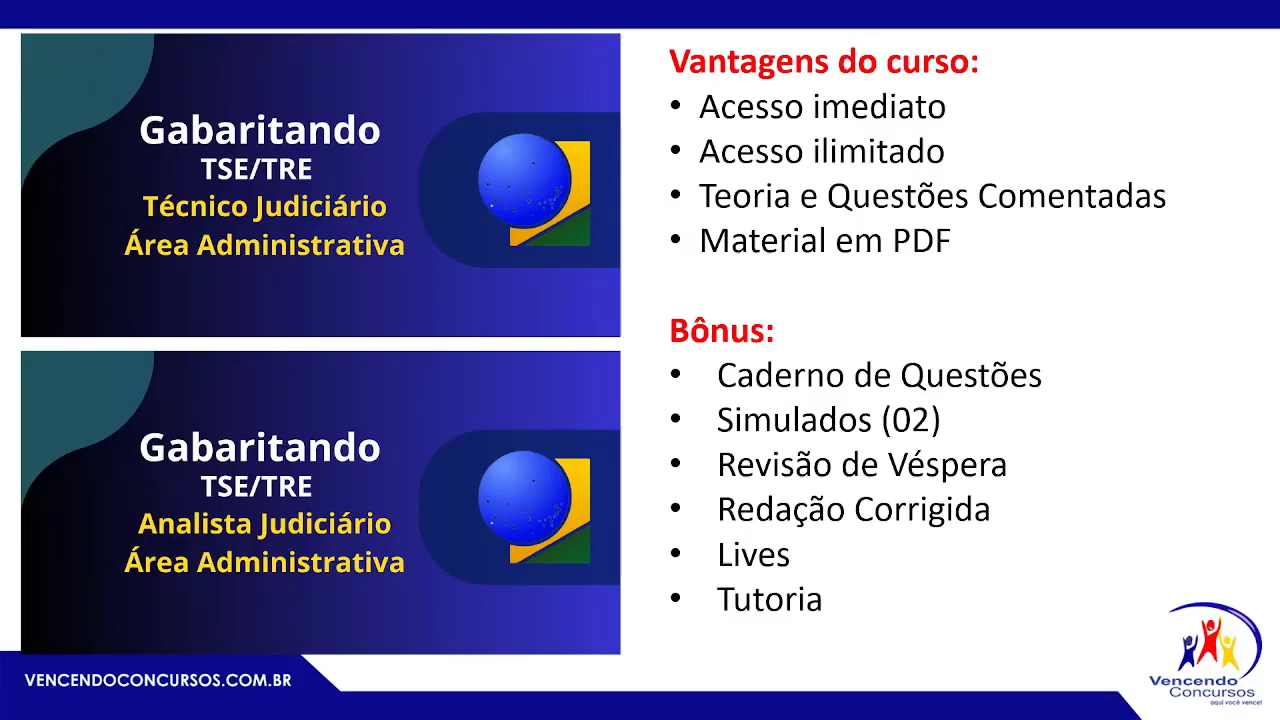 Gabaritando
TSE/TRE
Técnico Judiciário
Área Administrativa
Gabaritando
TSE/TRE
Analista Judiciário
Área Administrativa
Vantagens do curso:
• Acesso imediato
• Acesso ilimitado
• Teoria e Questões Comentadas
• Material em PDF
Bônus:
• Caderno de Questões
• Simulados (02)
• Revisão de Véspera
• Redação Corrigida
• Lives
• Tutoria
VENCENDOCONCURSOS.COM.BR
Vencendo
Concursos
aqui você vence!